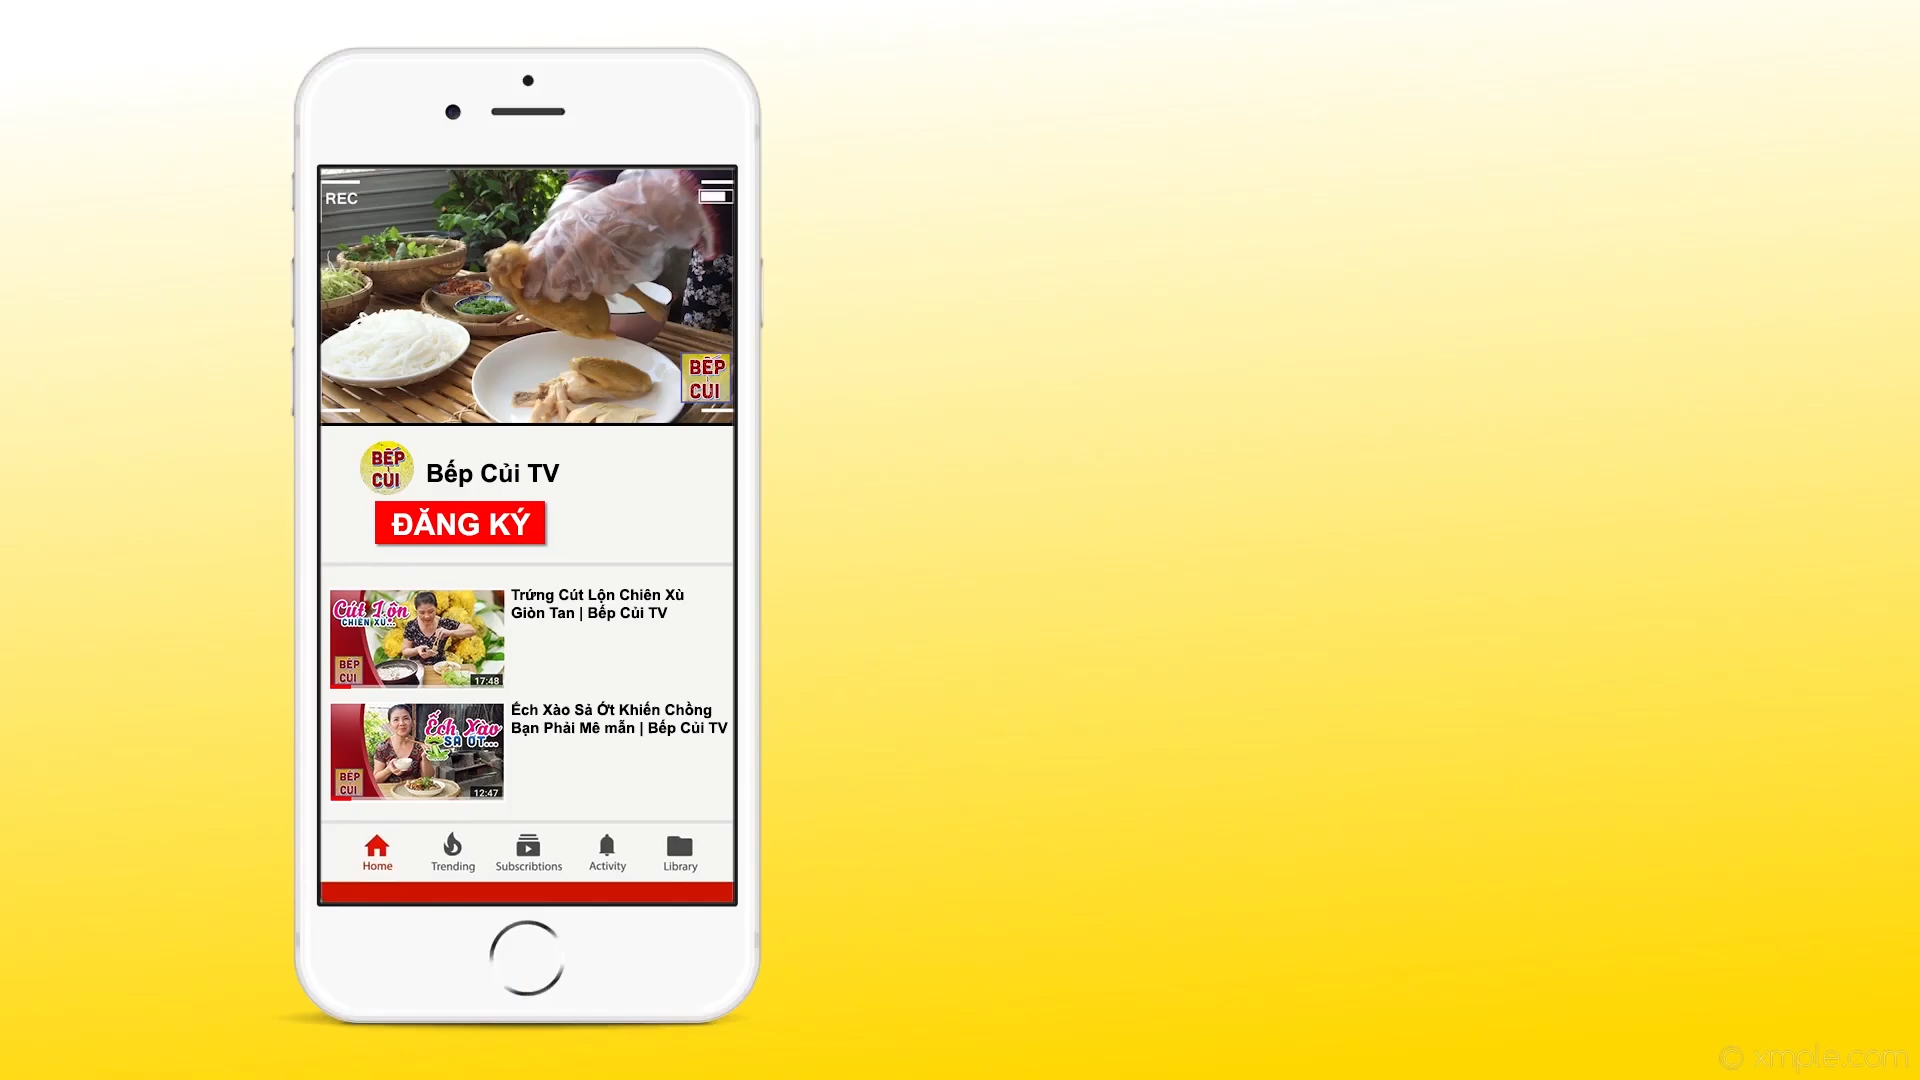 REC
BẾP
CỦI
BẾP
CỦI
Bếp Củi TV
ĐĂNG KÝ
Cút Lộn
CHIÊN XÙ...
BẾP
CỦI
17:48
Trứng Cút Lộn Chiên Xù
Giòn Tan | Bếp Củi TV
Ếch Xào
SẢ ỚT...
BẾP
CỦI
12:47
Ếch Xào Sả Ớt Khiến Chồng
Bạn Phải Mê mẫn | Bếp Củi TV
Home
Trending
Subscribtions
Activity
Library
© xmple.com